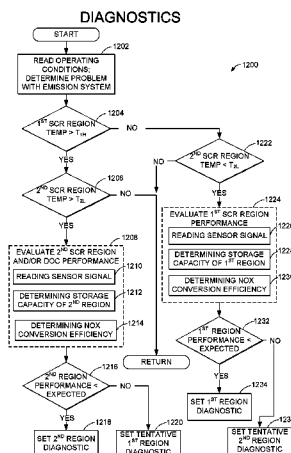 DIAGNOSTICS
START
1202
READ OPERATING
CONDITIONS;
DETERMINE PROBLEM
WITH EMISSION SYSTEM
1200
1204
1ST SCR REGION
TEMP > T1H
NO
YES
1222
2ND SCR REGION
TEMP < T2L
NO
YES
1206
2ND SCR REGION
TEMP > T2L
NO
YES
1208
EVALUATE 2ND SCR REGION
AND/OR DOC PERFORMANCE
1210
READING SENSOR SIGNAL
1212
DETERMINING STORAGE
CAPACITY OF 2ND REGION
1214
DETERMINING NOX
CONVERSION EFFICIENCY
1224
EVALUATE 1ST SCR REGION
PERFORMANCE
READING SENSOR SIGNAL
DETERMINING STORAGE
CAPACITY OF 1ST REGION
DETERMINING NOX
CONVERSION EFFICIENCY
RETURN
1232
1ST REGION
PERFORMANCE <
EXPECTED
NO
YES
1216
2ND REGION
PERFORMANCE <
EXPECTED
NO
YES
1234
SET 1ST REGION
DIAGNOSTIC
1218
SET 2ND REGION
DIAGNOSTIC
1220
SET TENTATIVE
1ST REGION
DIAGNOSTIC
SET TENTATIVE
2ND REGION
DIAGNOSTIC